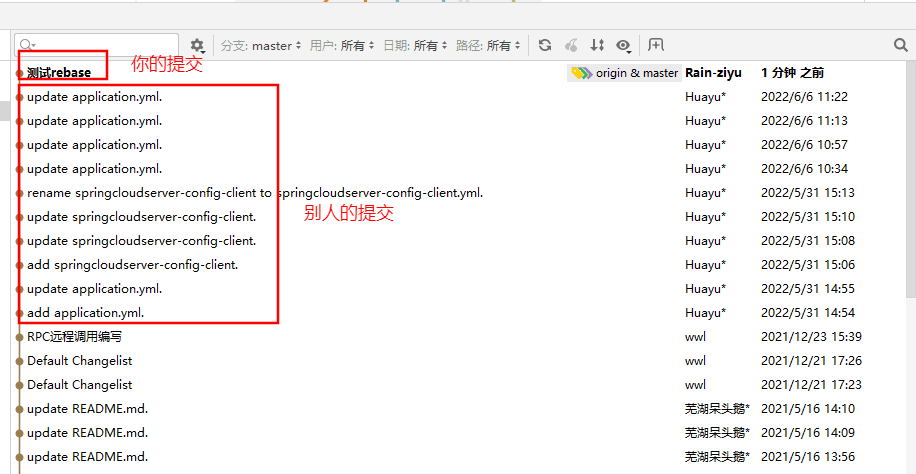 分支: master 用户: 所有 日期: 所有 路径: 所有
测试rebase 你的提交 origin & master Rain-ziyu 1 分钟 之前
update application.yml. Huayu* 2022/6/6 11:22
update application.yml. Huayu* 2022/6/6 11:13
update application.yml. Huayu* 2022/6/6 10:57
update application.yml. Huayu* 2022/6/6 10:34
rename springcloudserver-config-client to springcloudserver-config-client.yml. Huayu* 2022/5/31 15:13
update springcloudserver-config-client. 别人的提交 Huayu* 2022/5/31 15:10
update springcloudserver-config-client. Huayu* 2022/5/31 15:08
add springcloudserver-config-client. Huayu* 2022/5/31 15:06
update application.yml. Huayu* 2022/5/31 14:55
add application.yml. Huayu* 2022/5/31 14:54
RPC远程调用编写 wwl 2021/12/23 15:39
Default Changelist wwl 2021/12/21 17:26
Default Changelist wwl 2021/12/21 17:23
update README.md. 芜湖呆头鹅* 2021/5/16 14:10
update README.md. 芜湖呆头鹅* 2021/5/16 14:09
update README.md. 芜湖呆头鹅* 2021/5/16 13:56